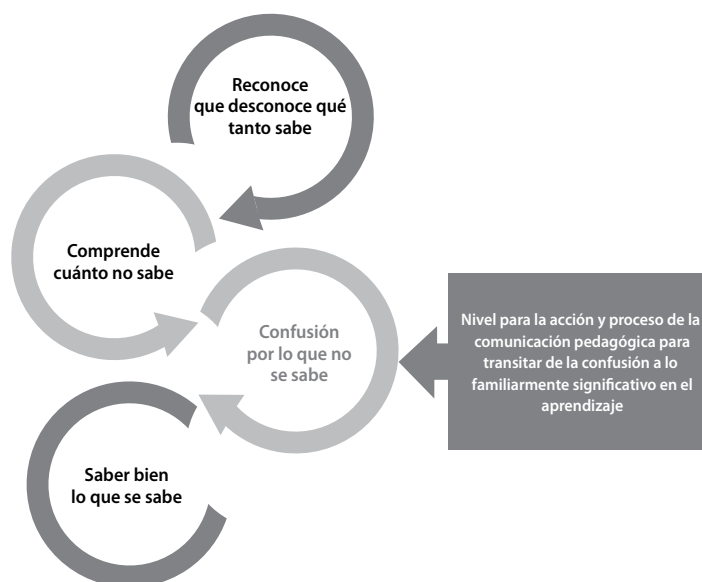 Reconoce
que desconoce qué
tanto sabe
Comprende
cuánto no sabe
Confusión
por lo que no
se sabe
Nivel para la acción y proceso de la
comunicación pedagógica para
transitar de la confusión a lo
familiarmente significativo en el
aprendizaje
Saber bien
lo que se sabe